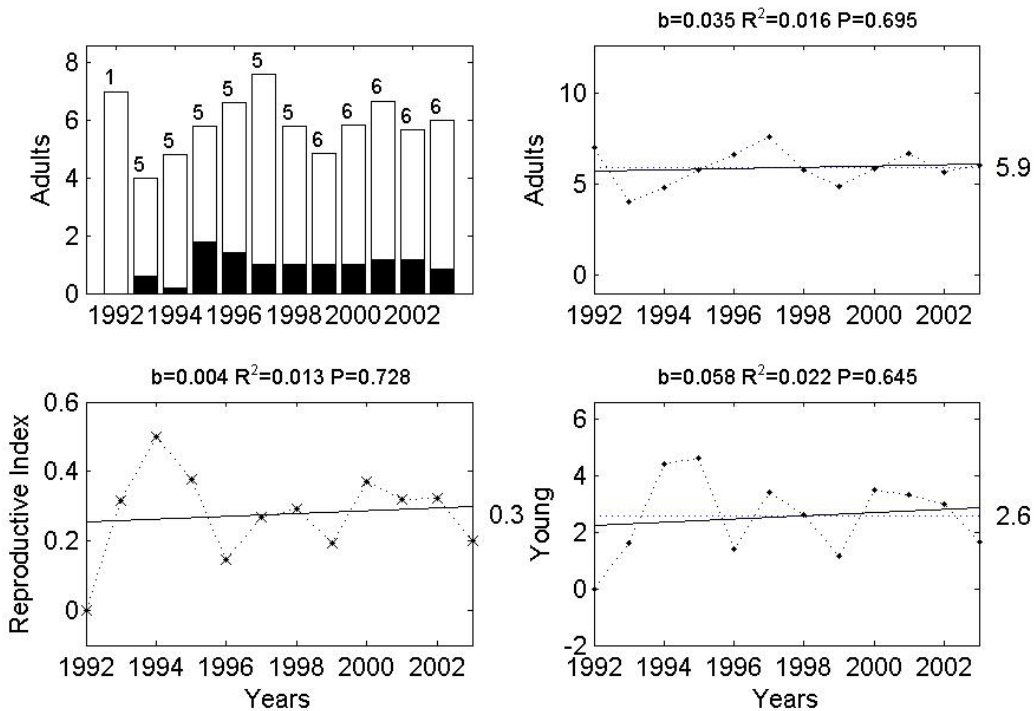 b=0.035 R²=0.016 P=0.695
8
6
4
2
0
Adults
1
5
5
5
5
5
5
6
6
6
6
6
1992 1994 1996 1998 2000 2002
10
5
0
Adults
5.9
1992 1994 1996 1998 2000 2002
b=0.004 R²=0.013 P=0.728
0.6
0.4
0.2
0
Reproductive Index
0.3
1992 1994 1996 1998 2000 2002
Years
b=0.058 R²=0.022 P=0.645
6
4
2
0
-2
Young
2.6
1992 1994 1996 1998 2000 2002
Years